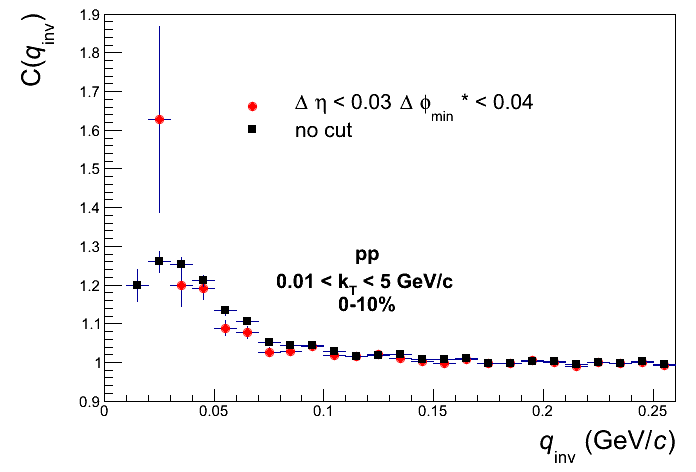 C(q_inv)
1.9
1.8
1.7
1.6
1.5
1.4
1.3
1.2
1.1
1
0.9
Δ η < 0.03 Δ ϕ_min * < 0.04
no cut
pp
0.01 < k_T < 5 GeV/c
0-10%
0 0.05 0.1 0.15 0.2 0.25
q_inv (GeV/c)